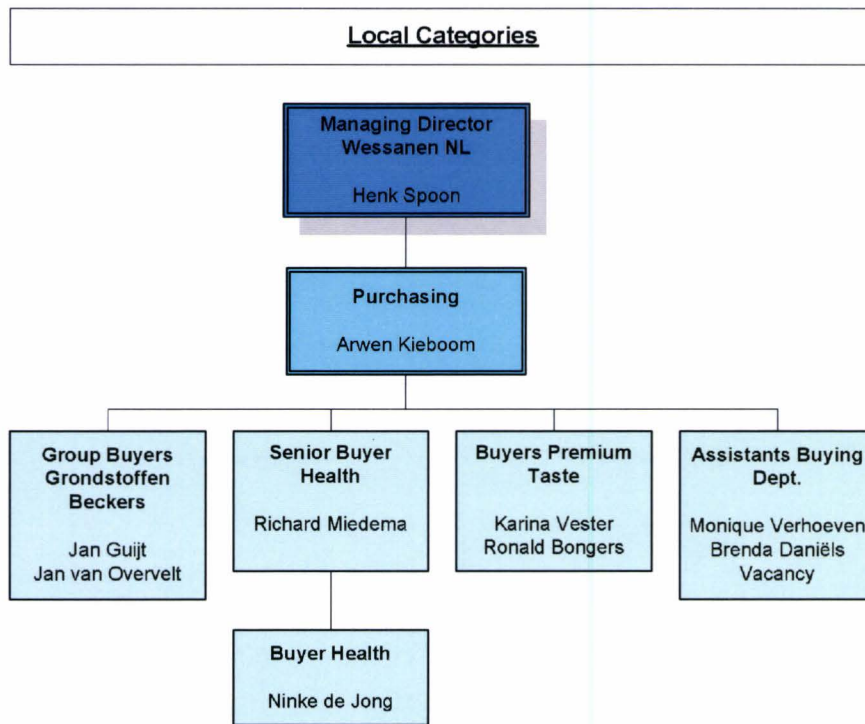 Local Categories
Managing Director
Wessanen NL
Henk Spoon
Purchasing
Arwen Kieboom
Group Buyers
Grondstoffen
Beckers
Jan Guijt
Jan van Overvelt
Senior Buyer
Health
Richard Miedema
Buyers Premium
Taste
Karina Vester
Ronald Bongers
Assistants Buying
Dept.
Monique Verhoeven
Brenda Daniëls
Vacancy
Buyer Health
Ninke de Jong